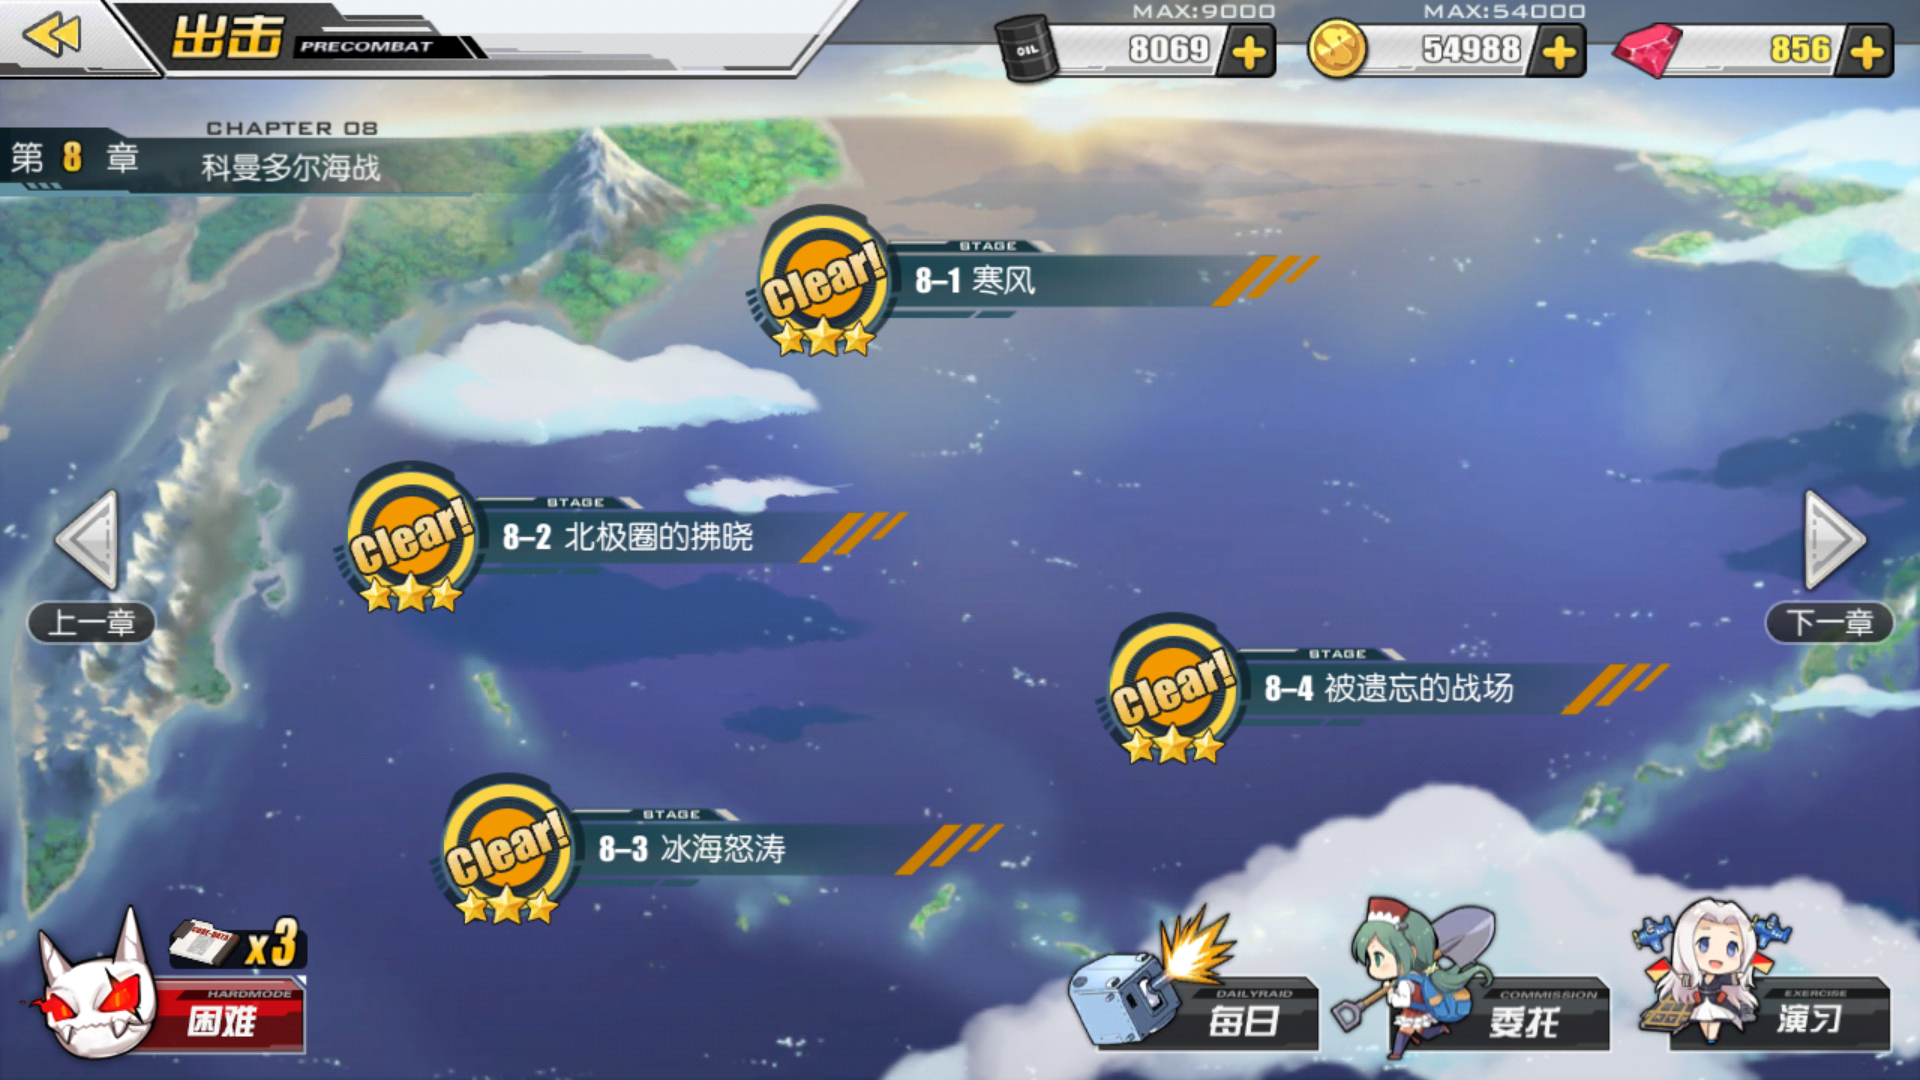 出击 PRECOMBAT
MAX:9000
OIL 8069
MAX:54000
54988
856
CHAPTER 08
第 8 章 科曼多尔海战
STAGE
Clear! 8-1 寒风
STAGE
Clear! 8-2 北极圈的拂晓
上一章
下一章
STAGE
Clear! 8-4 被遗忘的战场
STAGE
Clear! 8-3 冰海怒涛
x3
HARDMODE
困难
DAILYRAID
每日
COMMISSION
委托
EXERCISE
演习